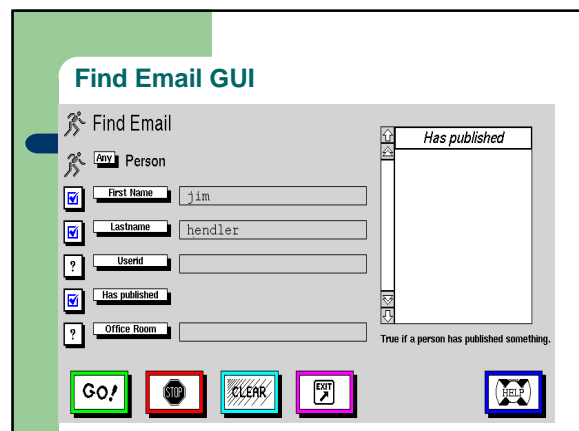 Find Email GUI
Find Email
Any Person
First Name jim
Lastname hendler
? Userid
Has published
? Office Room
Has published
True if a person has published something.
GO!
STOP
CLEAR
EXIT
HELP